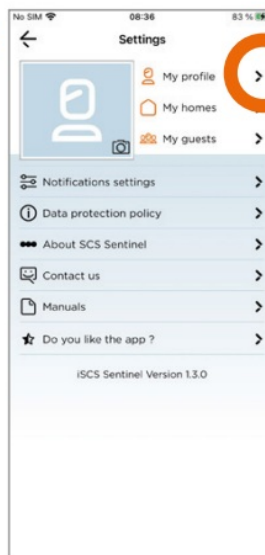 No SIM 08:36 83 %
Settings
My profile
My homes
My guests
Notifications settings
Data protection policy
About SCS Sentinel
Contact us
Manuals
Do you like the app ?
iSCS Sentinel Version 1.3.0